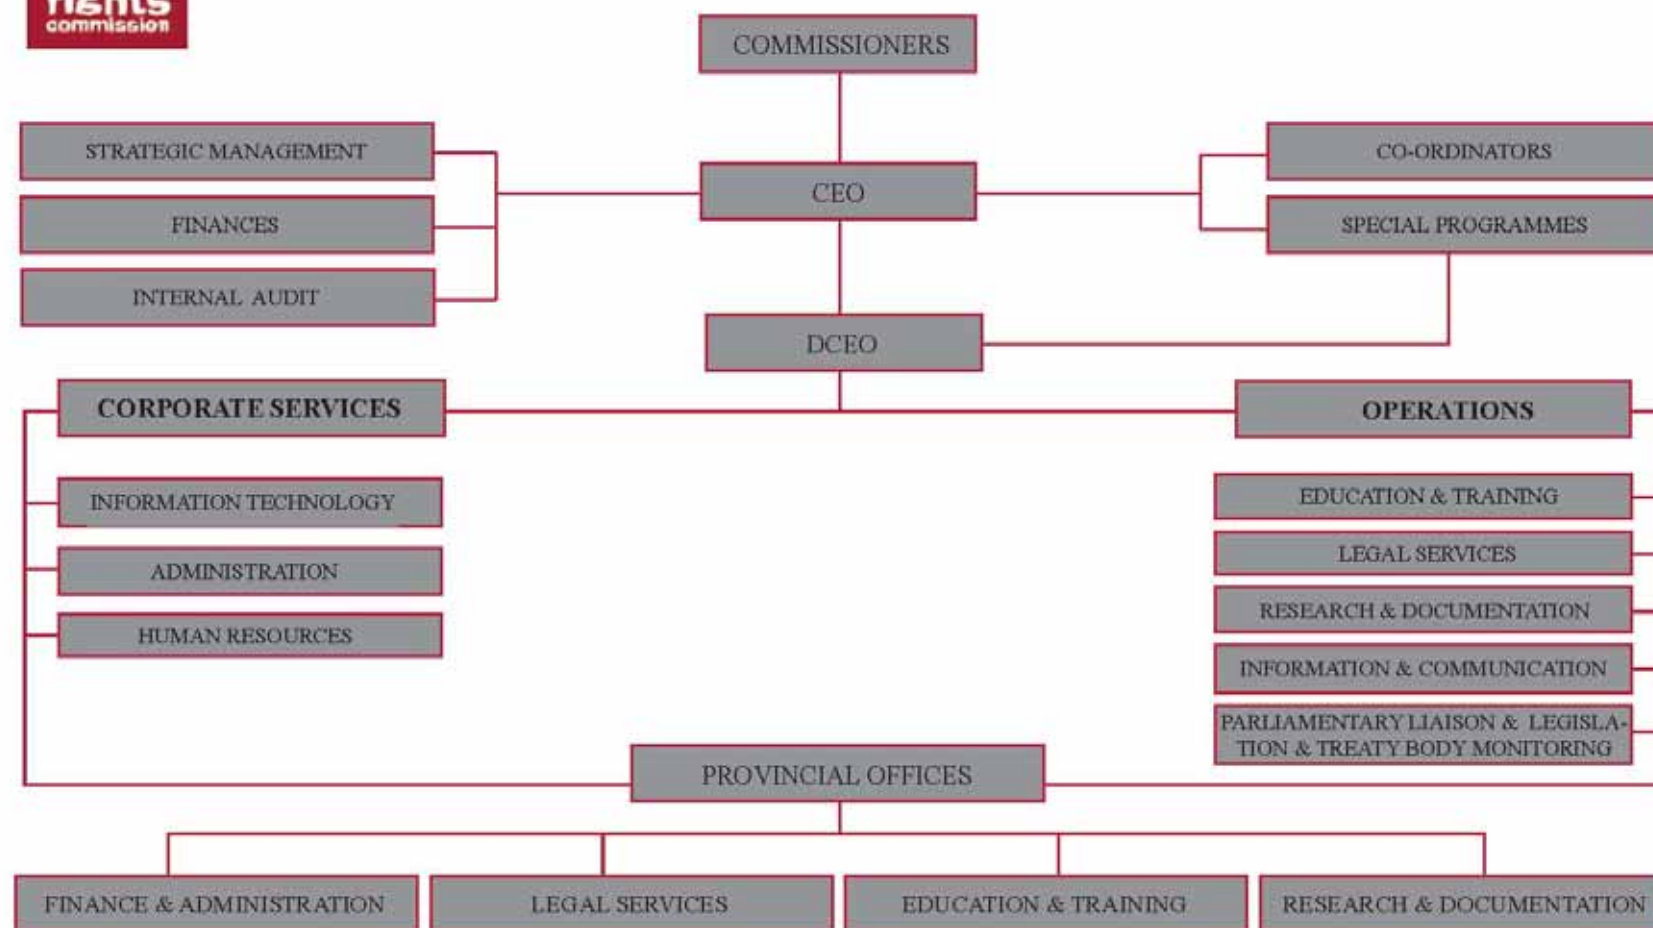 rights
commission
COMMISSIONERS
STRATEGIC MANAGEMENT
CO-ORDINATORS
CEO
FINANCES
SPECIAL PROGRAMMES
INTERNAL AUDIT
DCEO
CORPORATE SERVICES
OPERATIONS
INFORMATION TECHNOLOGY
ADMINISTRATION
HUMAN RESOURCES
EDUCATION & TRAINING
LEGAL SERVICES
RESEARCH & DOCUMENTATION
INFORMATION & COMMUNICATION
PARLIAMENTARY LIAISON & LEGISLA-
TION & TREATY BODY MONITORING
PROVINCIAL OFFICES
FINANCE & ADMINISTRATION
LEGAL SERVICES
EDUCATION & TRAINING
RESEARCH & DOCUMENTATION